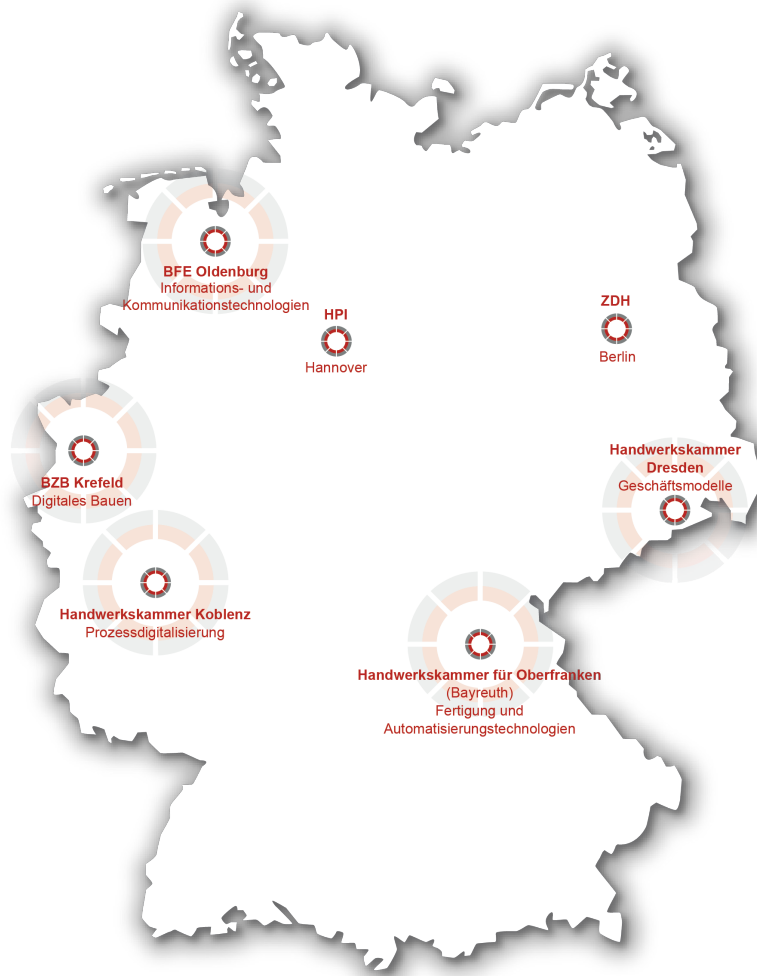 BFE Oldenburg
Informations- und
Kommunikationstechnologien
HPI
Hannover
ZDH
Berlin
BZB Krefeld
Digitales Bauen
Handwerkskammer
Dresden
Geschäftsmodelle
Handwerkskammer Koblenz
Prozessdigitalisierung
Handwerkskammer für Oberfranken
(Bayreuth)
Fertigung und
Automatisierungstechnologien